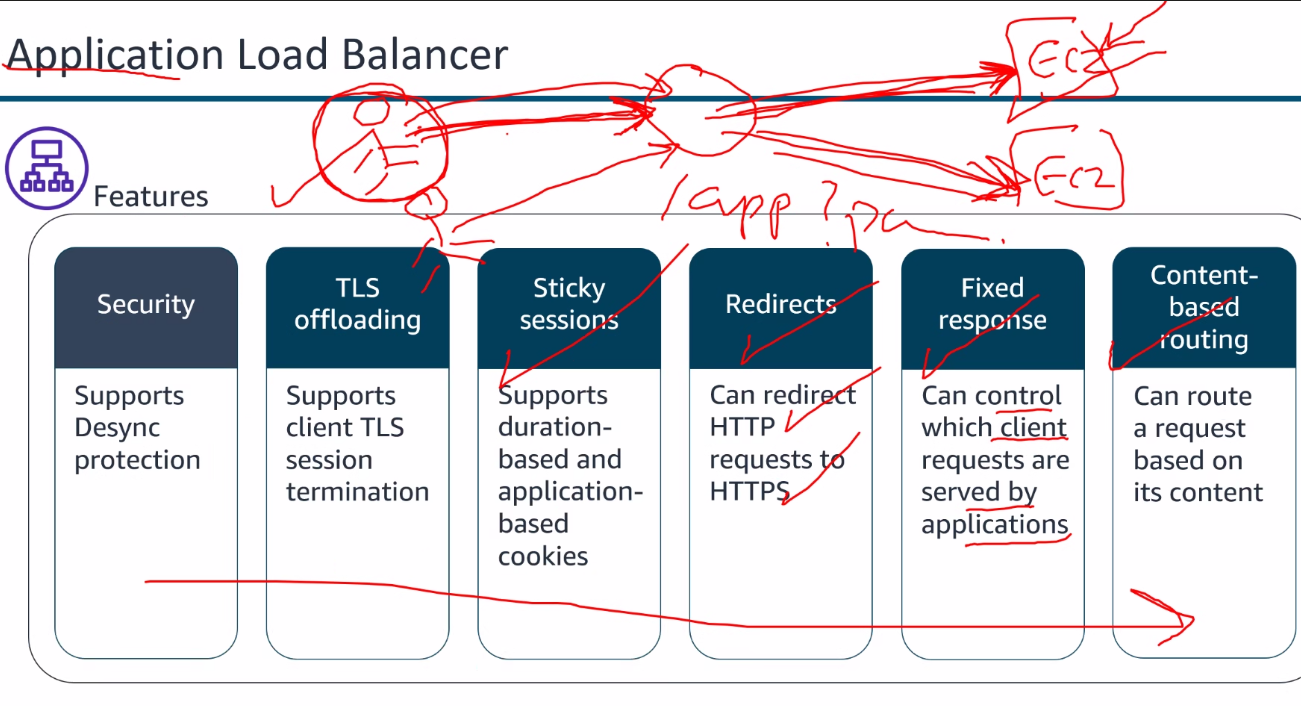 Application Load Balancer
EC2
EC2
Features
/app?pa
Security
Supports
Desync
protection
TLS
offloading
Supports
client TLS
session
termination
Sticky
sessions
Supports
duration-
based and
application-
based
cookies
Redirects
Can redirect
HTTP
requests to
HTTPS
Fixed
response
Can control
which client
requests are
served by
applications
Content-
based
routing
Can route
a request
based on
its content